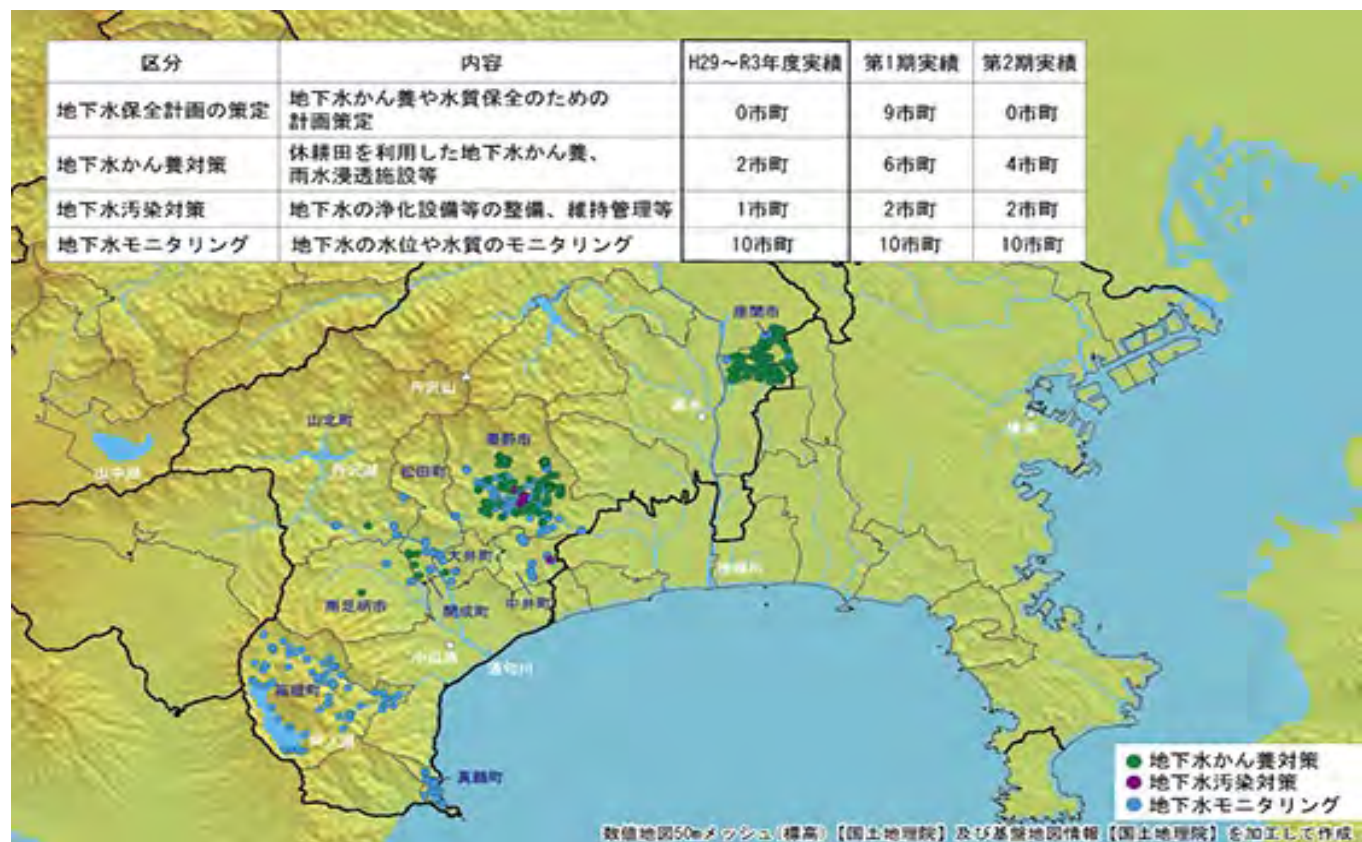 区分 内容 H29～R3年度実績 第1期実績 第2期実績
地下水保全計画の策定 地下水かん養や水質保全のための
計画策定 0市町 9市町 0市町
地下水かん養対策 休耕田を利用した地下水かん養、
雨水浸透施設等 2市町 6市町 4市町
地下水汚染対策 地下水の浄化設備等の整備、維持管理等 1市町 2市町 2市町
地下水モニタリング 地下水の水位や水質のモニタリング 10市町 10市町 10市町
座間市
丹沢山
厚木
山北町
秦野市
横浜
山中湖
丹沢湖
松田町
大井町
相模川
南足柄市
開成町
中井町
小田原
酒匂川
箱根町
芦ノ湖
真鶴町
地下水かん養対策
地下水汚染対策
地下水モニタリング
数値地図50mメッシュ(標高)【国土地理院】及び基盤地図情報【国土地理院】を加工して作成